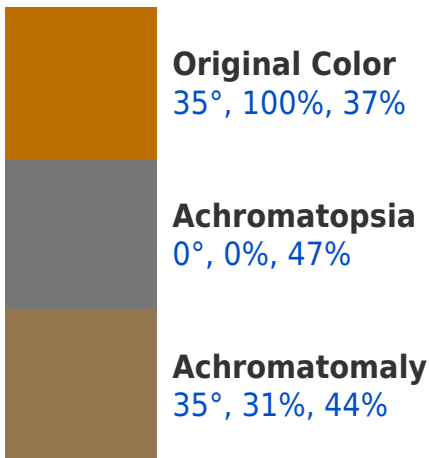 Original Color
35°, 100%, 37%
Achromatopsia
0°, 0%, 47%
Achromatomaly
35°, 31%, 44%